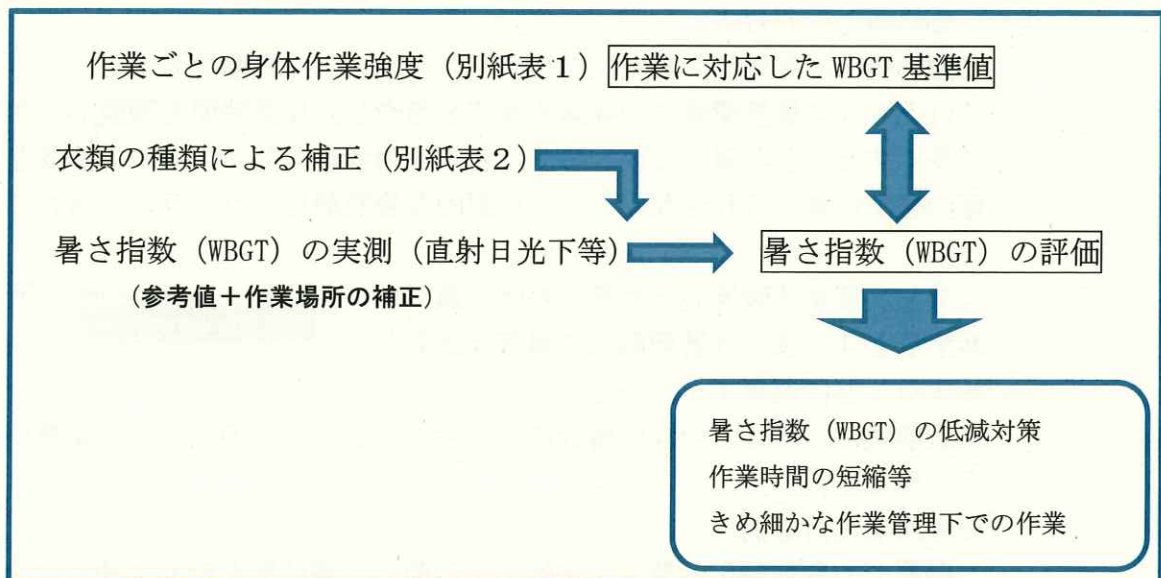 作業ごとの身体作業強度（別紙表１）作業に対応した WBGT 基準値
衣類の種類による補正（別紙表２）
暑さ指数（WBGT）の実測（直射日光下等）
暑さ指数（WBGT）の評価
（参考値＋作業場所の補正）
暑さ指数（WBGT）の低減対策
作業時間の短縮等
きめ細かな作業管理下での作業